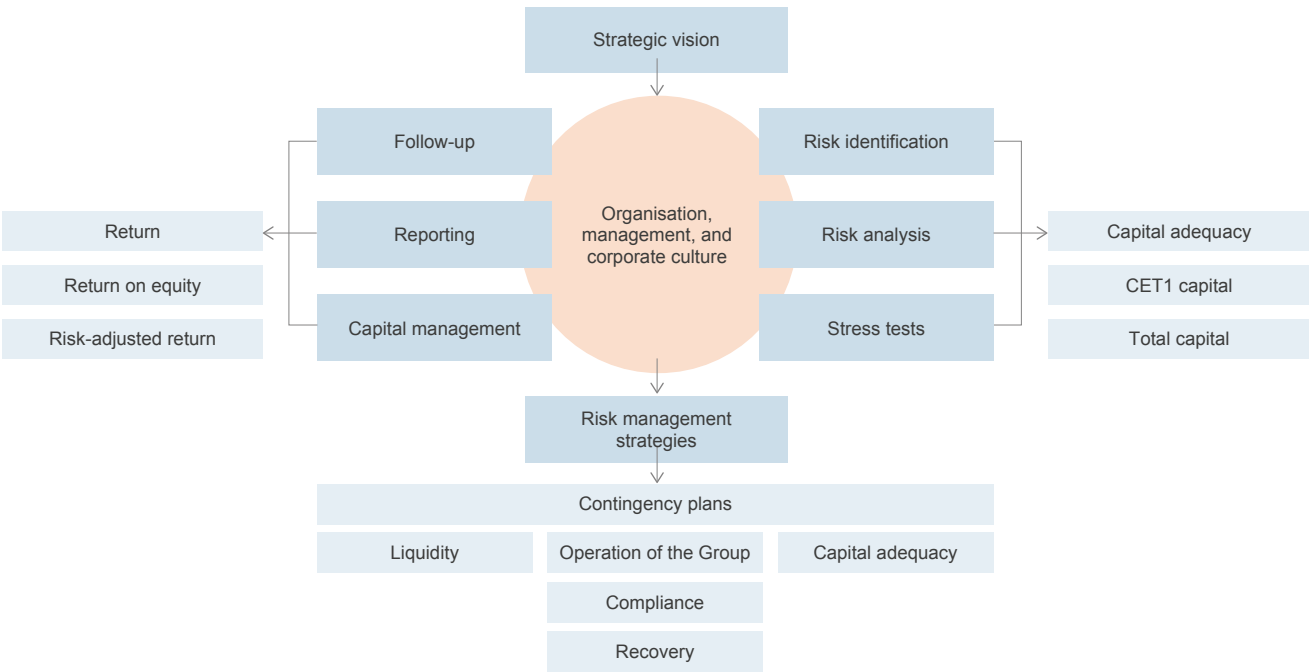 Strategic vision
Follow-up
Risk identification
Organisation,
management, and
corporate culture
Return
Reporting
Risk analysis
Capital adequacy
Return on equity
CET1 capital
Risk-adjusted return
Capital management
Stress tests
Total capital
Risk management
strategies
Contingency plans
Liquidity
Operation of the Group
Capital adequacy
Compliance
Recovery